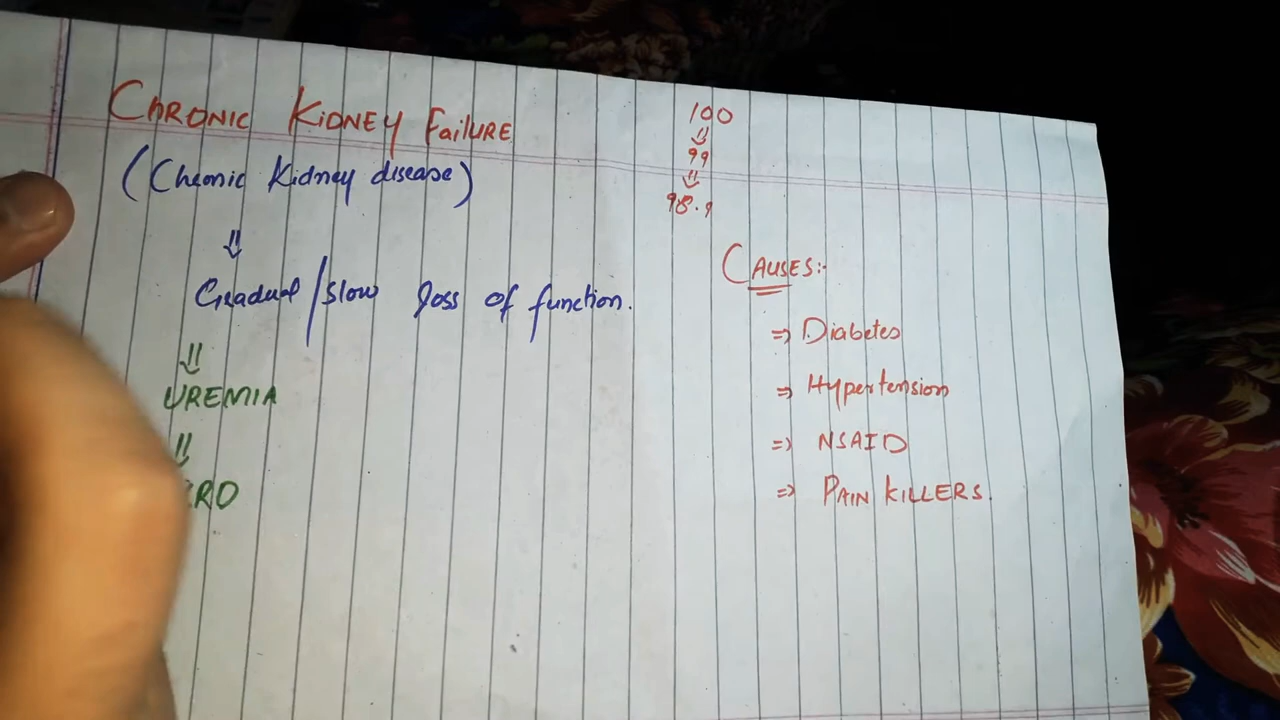 CHRONIC KIDNEY FAILURE
(Chronic Kidney disease)
⇓
Gradual/slow loss of function.
⇓
UREMIA
⇓
100
⇓
99
⇓
98.9
CAUSES:-
⇒ Diabetes
⇒ Hypertension
⇒ NSAID
⇒ PAIN KILLERS.